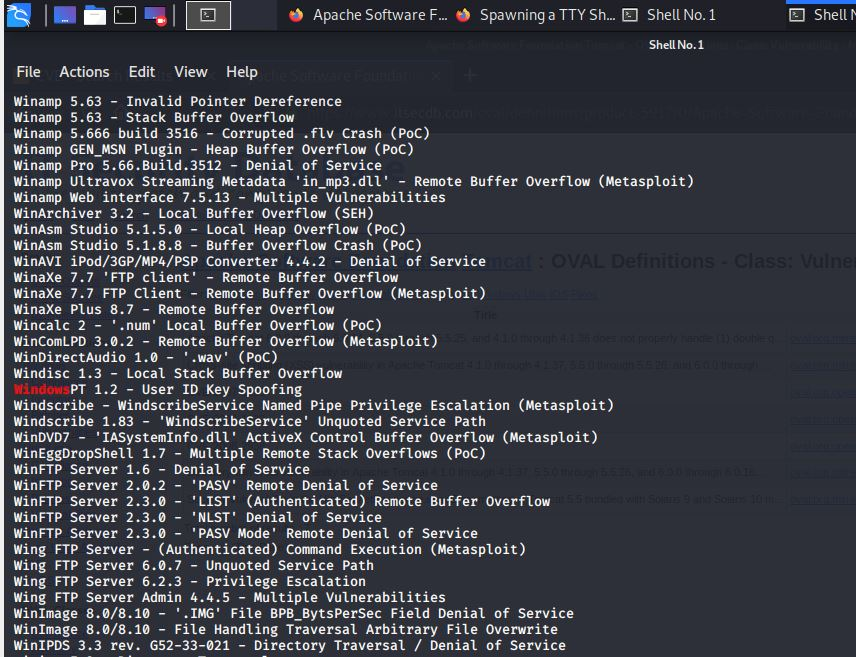 Apache Software F...
Spawning a TTY Sh...
Shell No. 1
Shell N
Shell No. 1
File Actions Edit View Help
Winamp 5.63 - Invalid Pointer Dereference
Winamp 5.63 - Stack Buffer Overflow
Winamp 5.666 build 3516 - Corrupted .flv Crash (PoC)
Winamp GEN_MSN Plugin - Heap Buffer Overflow (PoC)
Winamp Pro 5.66.Build.3512 - Denial of Service
Winamp Ultravox Streaming Metadata 'in_mp3.dll' - Remote Buffer Overflow (Metasploit)
Winamp Web interface 7.5.13 - Multiple Vulnerabilities
WinArchiver 3.2 - Local Buffer Overflow (SEH)
WinAsm Studio 5.1.5.0 - Local Heap Overflow (PoC)
WinAsm Studio 5.1.8.8 - Buffer Overflow Crash (PoC)
WinAVI iPod/3GP/MP4/PSP Converter 4.4.2 - Denial of Service
WinaXe 7.7 'FTP client' - Remote Buffer Overflow
WinaXe 7.7 FTP Client - Remote Buffer Overflow (Metasploit)
WinaXe Plus 8.7 - Remote Buffer Overflow
Wincalc 2 - '.num' Local Buffer Overflow (PoC)
WinComLPD 3.0.2 - Remote Buffer Overflow (Metasploit)
WinDirectAudio 1.0 - '.wav' (PoC)
Windisc 1.3 - Local Stack Buffer Overflow
WindowsPT 1.2 - User ID Key Spoofing
Windscribe - WindscribeService Named Pipe Privilege Escalation (Metasploit)
Windscribe 1.83 - 'WindscribeService' Unquoted Service Path
WinDVD7 - 'IASystemInfo.dll' ActiveX Control Buffer Overflow (Metasploit)
WinEggDropShell 1.7 - Multiple Remote Stack Overflows (PoC)
WinFTP Server 1.6 - Denial of Service
WinFTP Server 2.0.2 - 'PASV' Remote Denial of Service
WinFTP Server 2.3.0 - 'LIST' (Authenticated) Remote Buffer Overflow
WinFTP Server 2.3.0 - 'NLST' Denial of Service
WinFTP Server 2.3.0 - 'PASV Mode' Remote Denial of Service
Wing FTP Server - (Authenticated) Command Execution (Metasploit)
Wing FTP Server 6.0.7 - Unquoted Service Path
Wing FTP Server 6.2.3 - Privilege Escalation
Wing FTP Server Admin 4.4.5 - Multiple Vulnerabilities
WinImage 8.0/8.10 - '.IMG' File BPB_BytsPerSec Field Denial of Service
WinImage 8.0/8.10 - File Handling Traversal Arbitrary File Overwrite
WinIPDS 3.3 rev. G52-33-021 - Directory Traversal / Denial of Service
: OVAL Definitions - Class: Vulne
Title